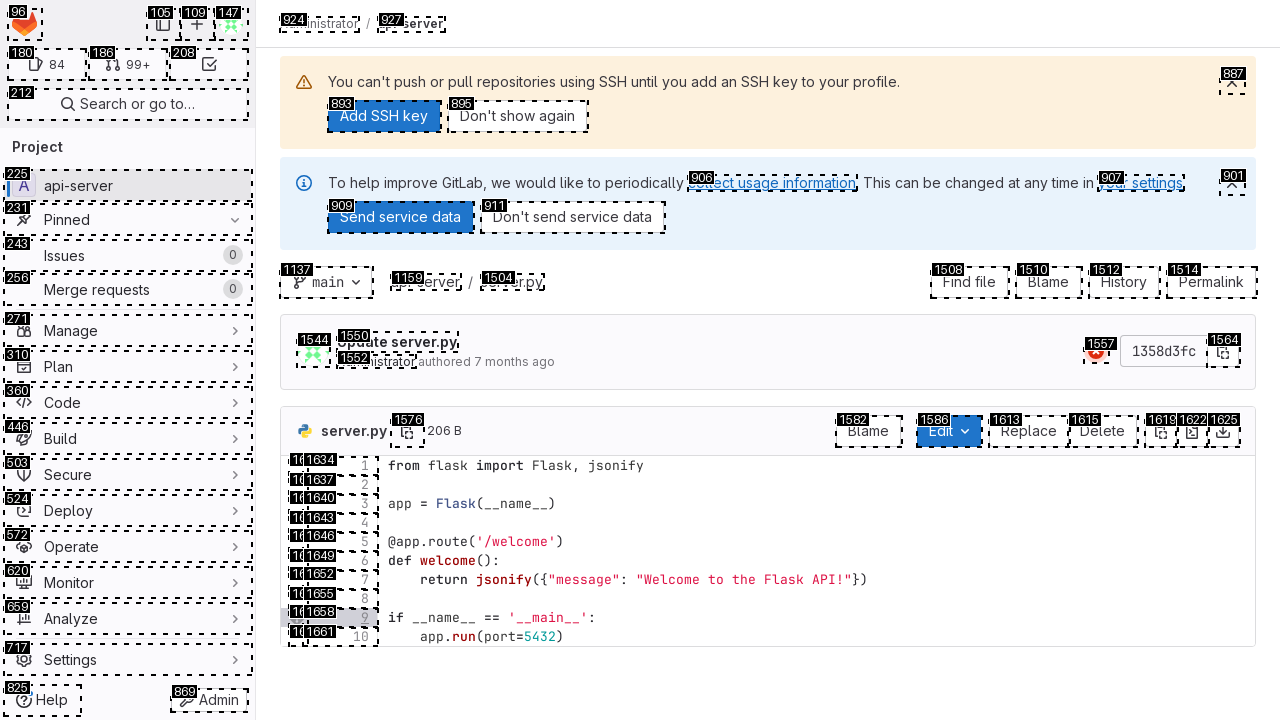 96
105
109
147
180
84
186
99+
208
212
Search or go to…
Project
225
A
api-server
231
Pinned
243
Issues
0
256
Merge requests
0
271
Manage
310
Plan
360
Code
446
Build
503
Secure
524
Deploy
572
Operate
620
Monitor
659
Analyze
717
Settings
825
Help
869
Admin
924
/
927
You can't push or pull repositories using SSH until you add an SSH key to your profile.
887
893
Add SSH key
895
Don't show again
To help improve GitLab, we would like to periodically 906 collect usage information. This can be changed at any time in 907 your settings.
901
909
Send service data
911
Don't send service data
1137
main
1159
api-server
/
1504
server.py
1508
Find file
1510
Blame
1512
History
1514
Permalink
1544
1550
Update server.py
1552
Administrator authored 7 months ago
1557
1358d3fc
1564
server.py
1576
206 B
1582
Blame
1586
Edit
1613
Replace
1615
Delete
1619
1622
1625
1634
1 from flask import Flask, jsonify
1637
2
1640
3 app = Flask(__name__)
1643
4
1646
5 @app.route('/welcome')
1649
6 def welcome():
1652
7 return jsonify({"message": "Welcome to the Flask API!"})
1655
8
1658
9 if __name__ == '__main__':
1661
10 app.run(port=5432)